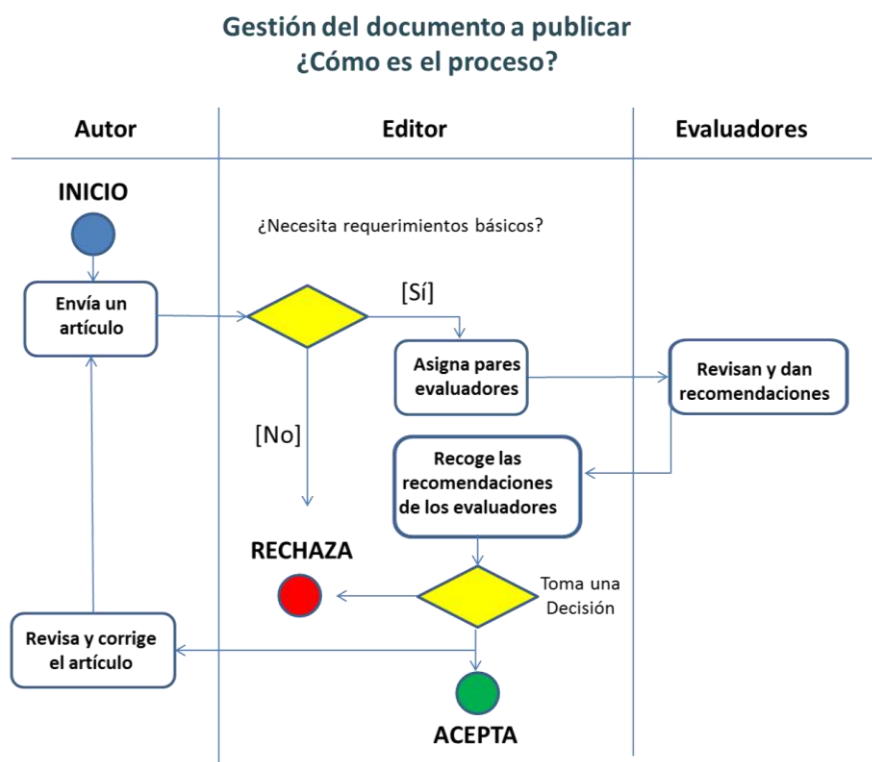 Gestión del documento a publicar
¿Cómo es el proceso?
Autor
Editor
Evaluadores
INICIO
¿Necesita requerimientos básicos?
Envía un
artículo
[Sí]
Asigna pares
evaluadores
Revisan y dan
recomendaciones
[No]
Recoge las
recomendaciones
de los evaluadores
RECHAZA
Toma una
Decisión
Revisa y corrige
el artículo
ACEPTA